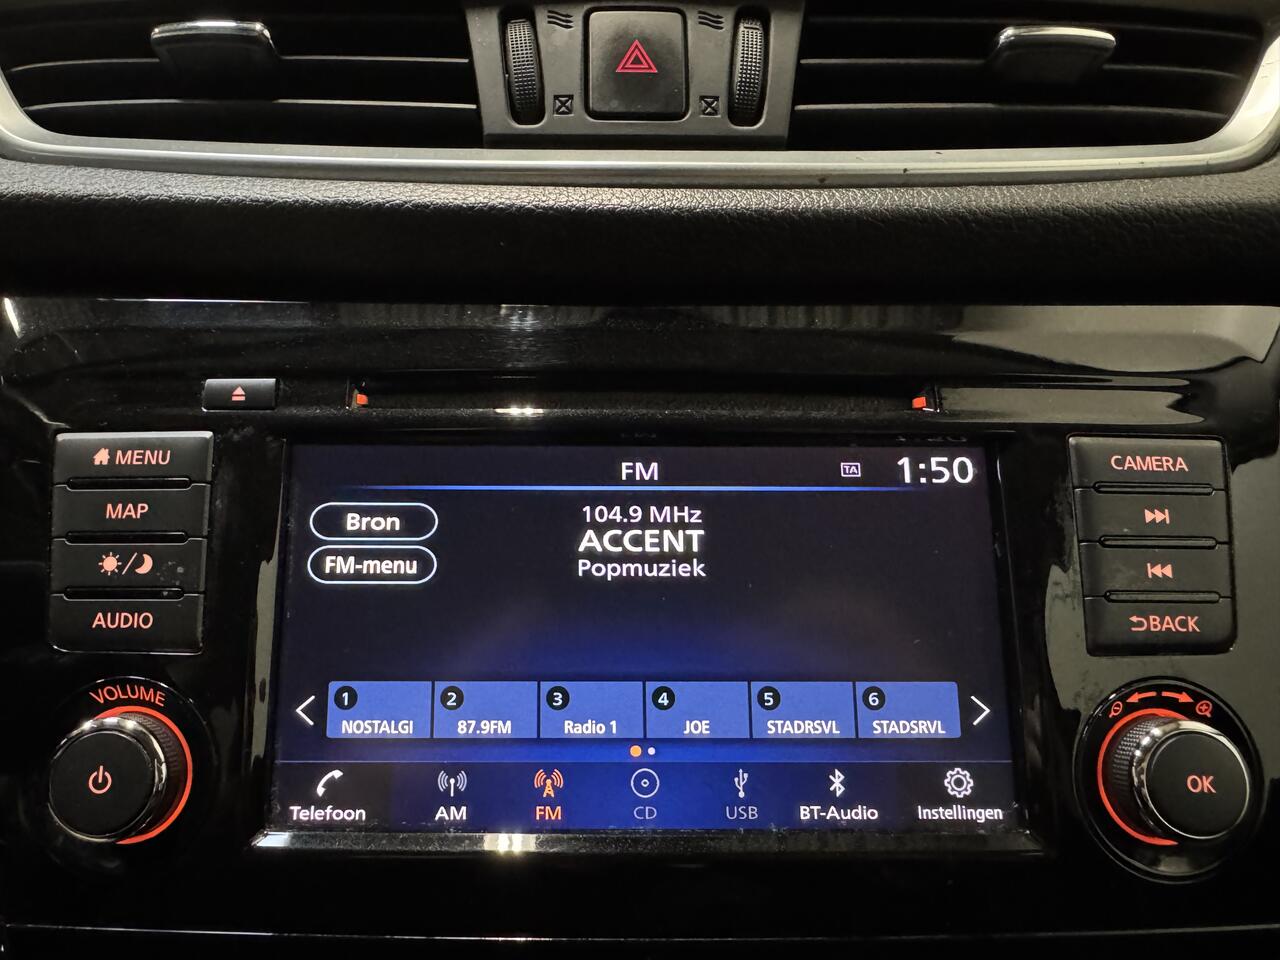 MENU
MAP
AUDIO
VOLUME
FM
TA
1:50
Bron
FM-menu
104.9 MHz
ACCENT
Popmuziek
1
NOSTALGI
2
87.9FM
3
Radio 1
4
JOE
5
STADRSVL
6
STADSRVL
Telefoon
AM
FM
CD
USB
BT-Audio
Instellingen
CAMERA
BACK
OK